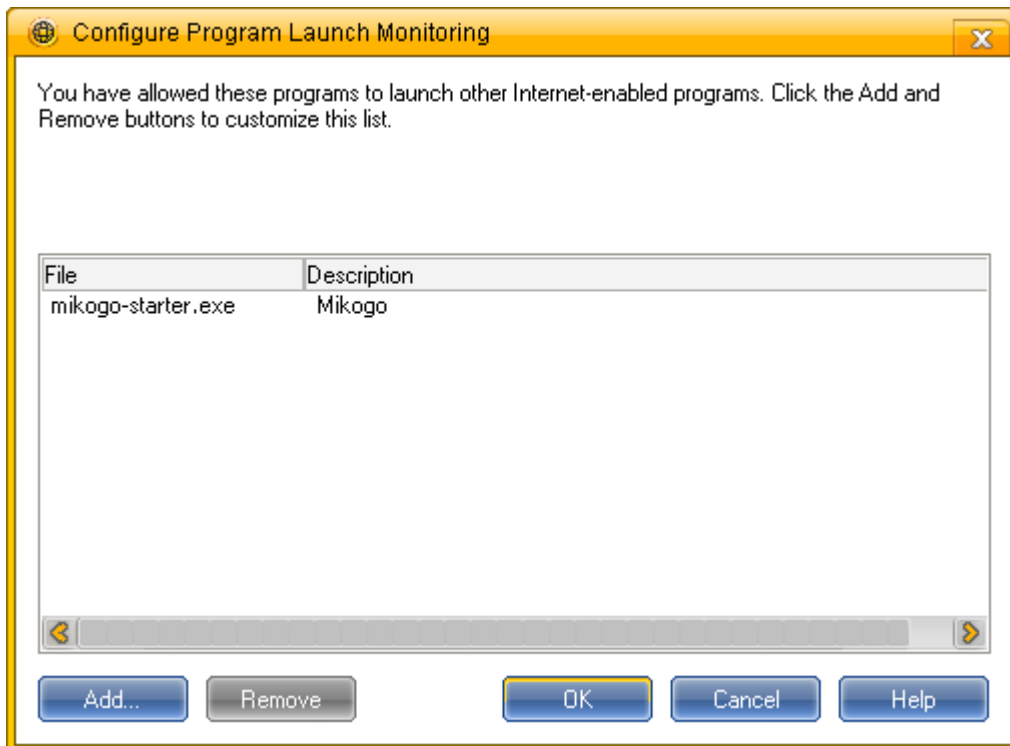 Configure Program Launch Monitoring
You have allowed these programs to launch other Internet-enabled programs. Click the Add and
Remove buttons to customize this list.
File Description
mikogo-starter.exe Mikogo
Add... Remove OK Cancel Help